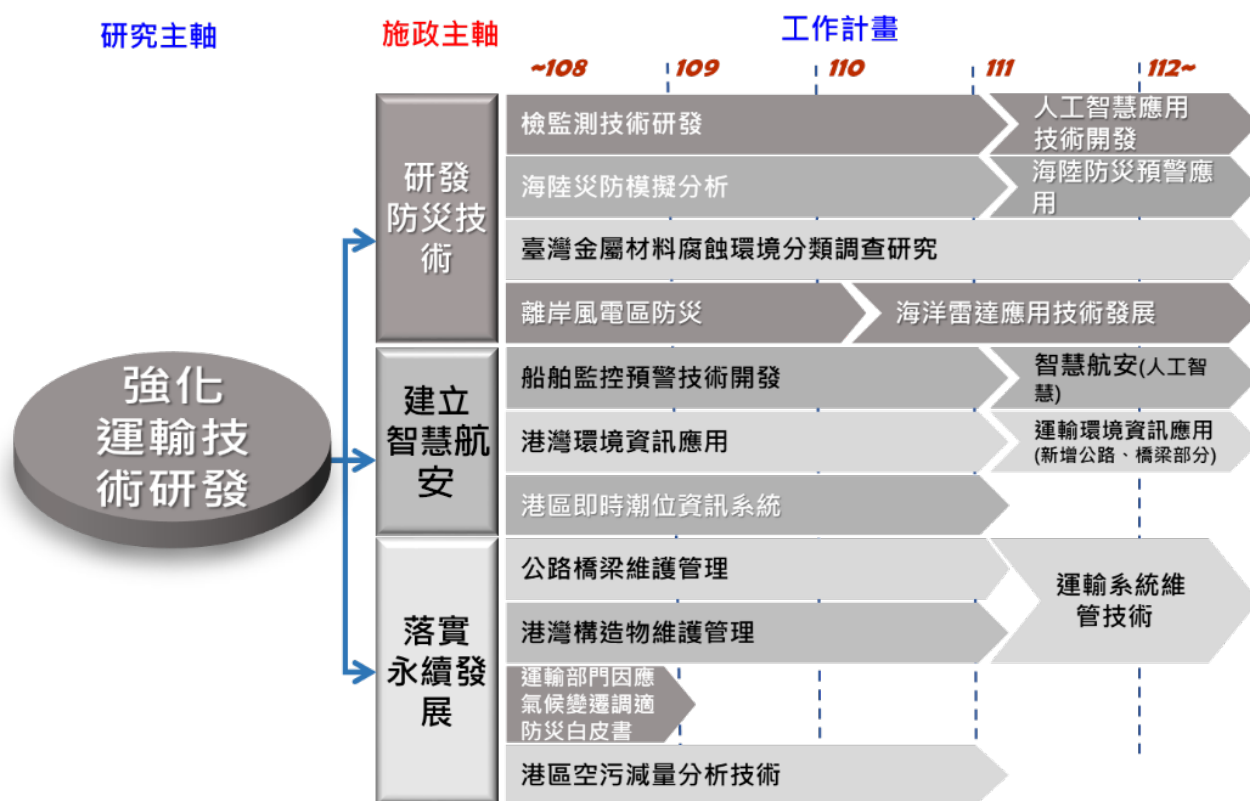 研究主軸
施政主軸
工作計畫
~108
109
110
111
112~
強化
運輸技
術研發
研發
防災技
術
檢監測技術研發
人工智慧應用
技術開發
海陸災防模擬分析
海陸防災預警應
用
臺灣金屬材料腐蝕環境分類調查研究
離岸風電區防災
海洋雷達應用技術發展
建立
智慧航
安
船舶監控預警技術開發
智慧航安(人工智
慧)
港灣環境資訊應用
運輸環境資訊應用
(新增公路、橋梁部分)
港區即時潮位資訊系統
落實
永續發
展
公路橋梁維護管理
港灣構造物維護管理
運輸系統維
管技術
運輸部門因應
氣候變遷調適
防災白皮書
港區空污減量分析技術